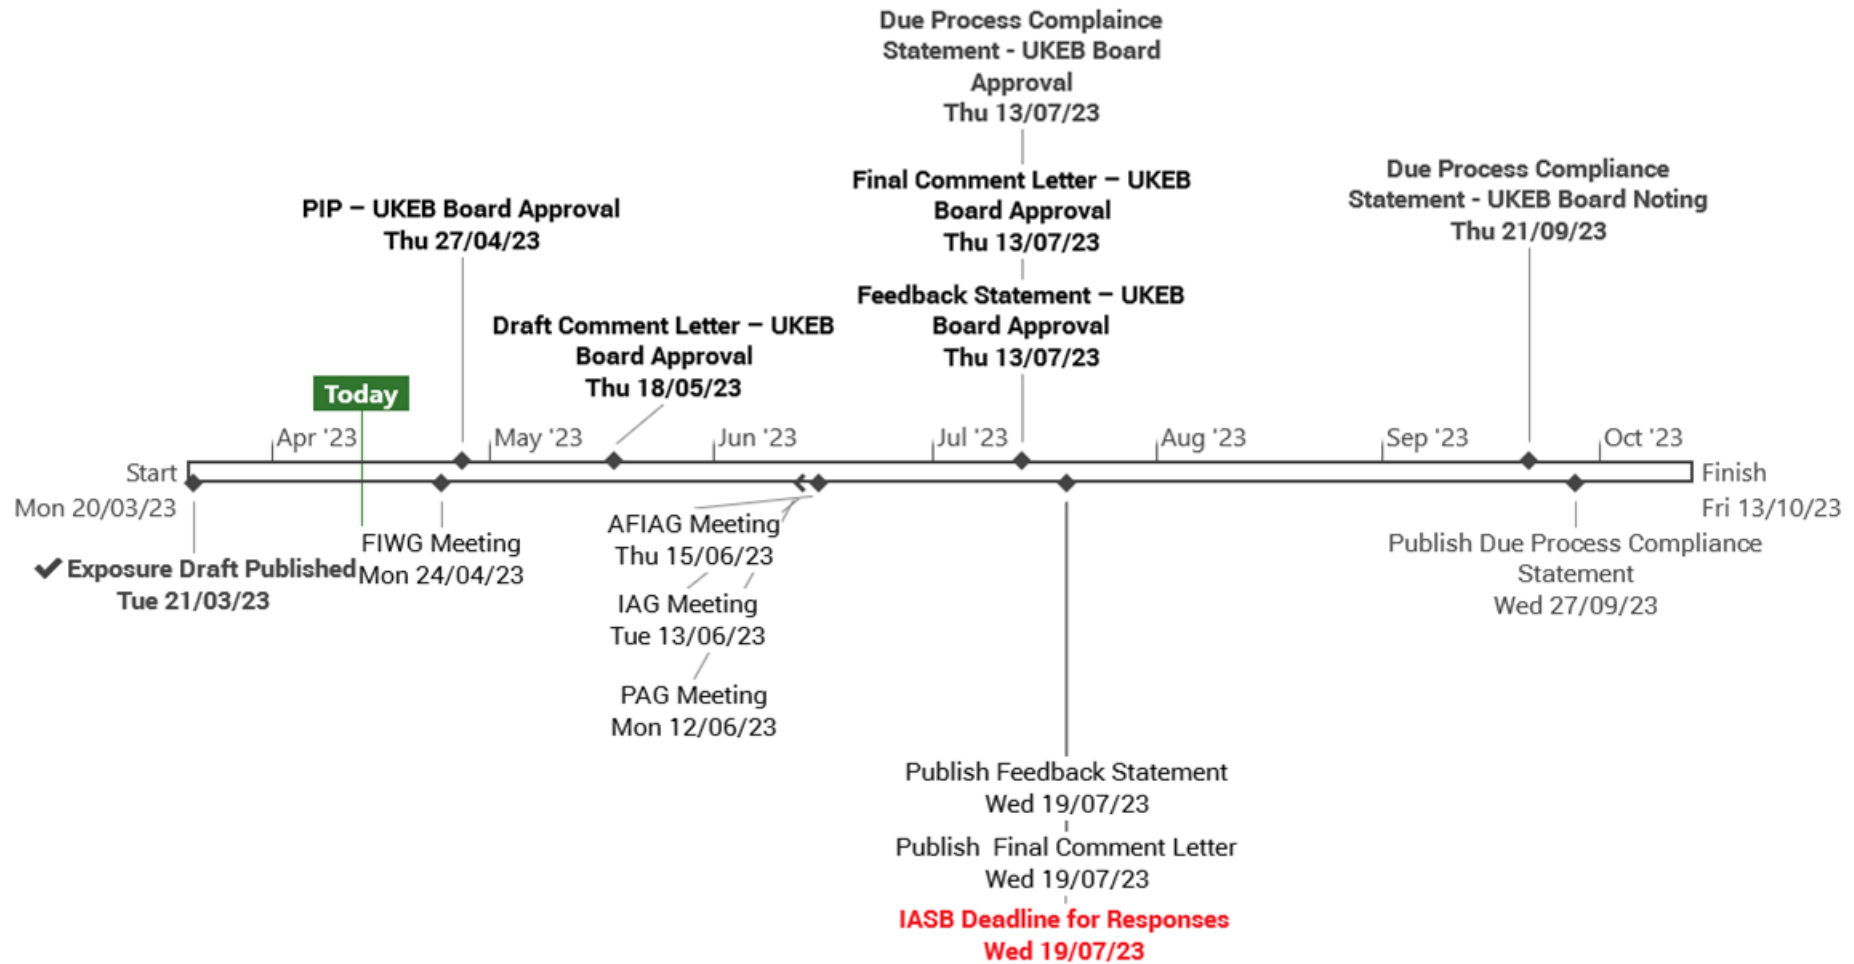 Due Process Complaince
Statement - UKEB Board
Approval
Thu 13/07/23
Final Comment Letter – UKEB
Board Approval
Thu 13/07/23
Feedback Statement – UKEB
Board Approval
Thu 13/07/23
Due Process Compliance
Statement - UKEB Board Noting
Thu 21/09/23
PIP – UKEB Board Approval
Thu 27/04/23
Draft Comment Letter – UKEB
Board Approval
Thu 18/05/23
Today
Apr '23
May '23
Jun '23
Jul '23
Aug '23
Sep '23
Oct '23
Start
Mon 20/03/23
Finish
Fri 13/10/23
Exposure Draft Published
Tue 21/03/23
FIWG Meeting
Mon 24/04/23
AFIAG Meeting
Thu 15/06/23
IAG Meeting
Tue 13/06/23
PAG Meeting
Mon 12/06/23
Publish Feedback Statement
Wed 19/07/23
Publish  Final Comment Letter
Wed 19/07/23
IASB Deadline for Responses
Wed 19/07/23
Publish Due Process Compliance
Statement
Wed 27/09/23